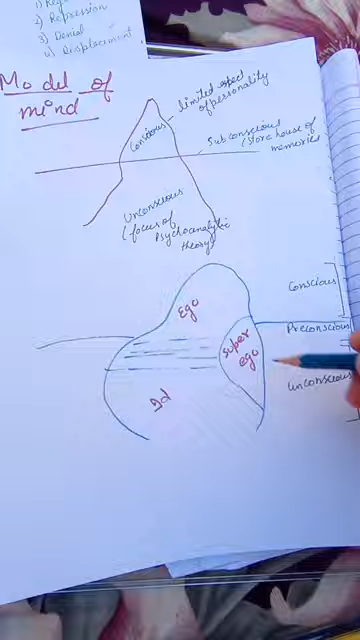 2) Repression
3) Denial
4) Displacement
Model of
mind
limited aspect
of personality
Conscious
Subconscious
(Store house of
memories
Unconscious
(focus of
Psychoanalytic
theory)
Conscious
Ego
Preconscious
Super
ego
Unconscious
Id